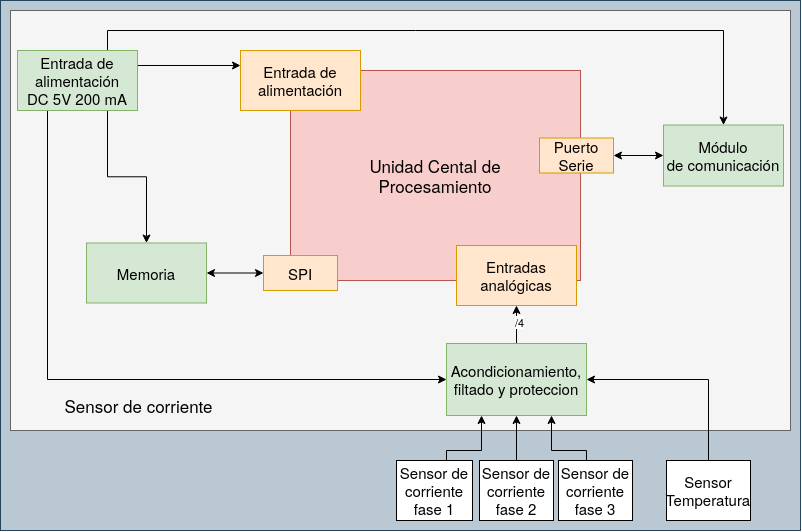 Entrada de
alimentación
DC 5V 200 mA
Entrada de
alimentación
Unidad Cental de
Procesamiento
Puerto
Serie
Módulo
de comunicación
Memoria
SPI
Entradas
analógicas
/4
Acondicionamiento,
filtado y proteccion
Sensor de corriente
Sensor de
corriente
fase 1
Sensor de
corriente
fase 2
Sensor de
corriente
fase 3
Sensor
Temperatura